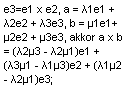 e3=e1 x e2, a = λ1e1 +
λ2e2 + λ3e3, b = μ1e1+
μ2e2 + μ3e3, akkor a x b
= (λ2μ3 - λ2μ1)e1 +
(λ3μ1 - λ1μ3)e2 + (λ1μ2
- λ2μ1)e3;